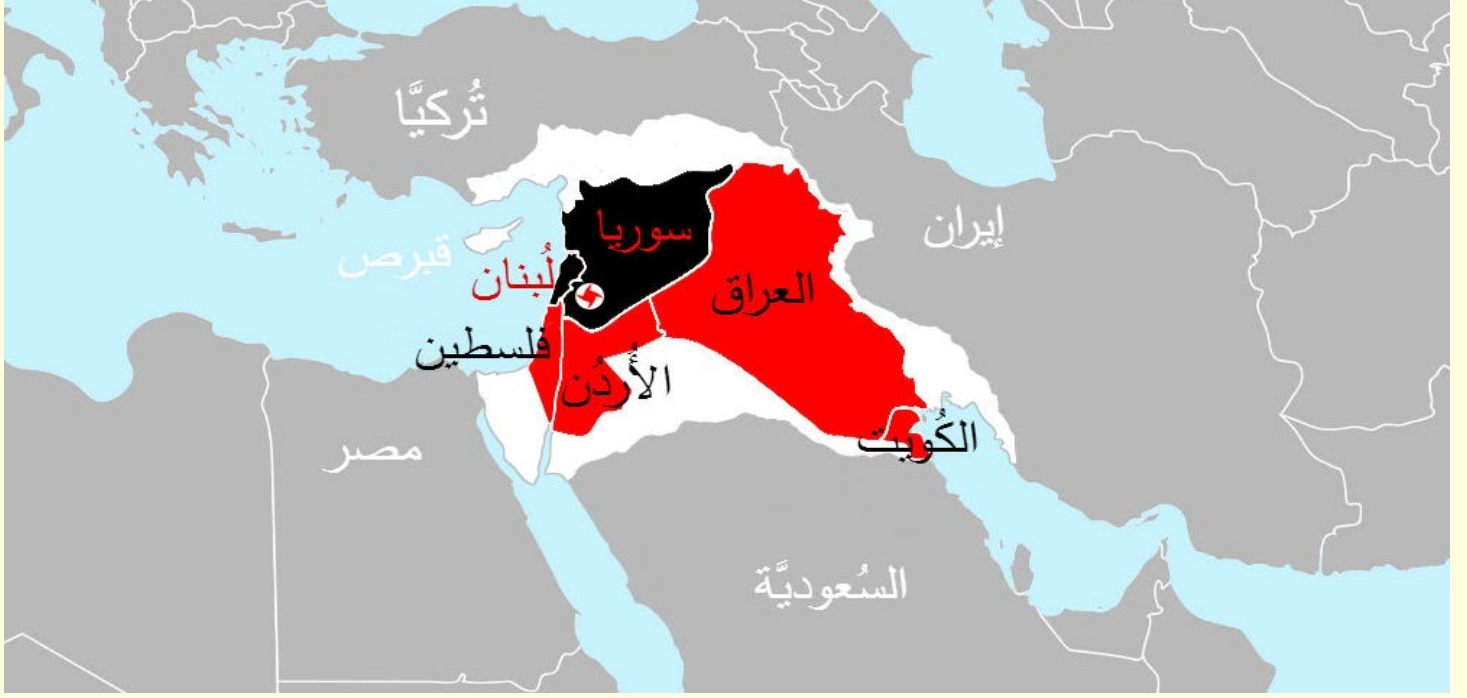 تُركيَّا
إيران
سوريا
قبرص
لُبنان
العراق
فلسطين
الأُردُن
الكُويت
مصر
السُعوديَّة